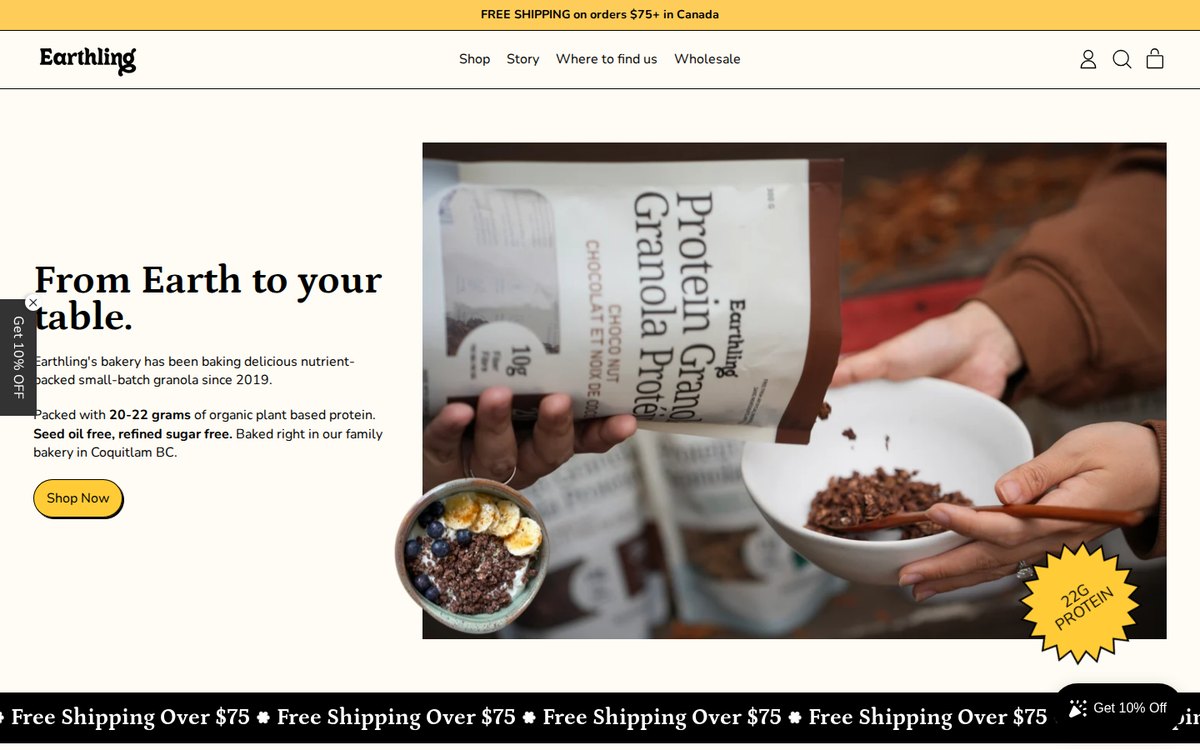 FREE SHIPPING on orders $75+ in Canada
Earthling
Shop Story Where to find us Wholesale
From Earth to your
table.
Earthling's bakery has been baking delicious nutrient-
packed small-batch granola since 2019.
Packed with 20-22 grams of organic plant based protein.
Seed oil free, refined sugar free. Baked right in our family
bakery in Coquitlam BC.
Shop Now
Get 10% OFF
Earthling
Protein Grano
Granola Proté
CHOCO NUT
CHOCOLAT ET NOIX DE COCO
10g
Fiber
Fibre
300 G
22G
PROTEIN
Free Shipping Over $75 Free Shipping Over $75 Free Shipping Over $75 Free Shipping Over $75
Get 10% Off